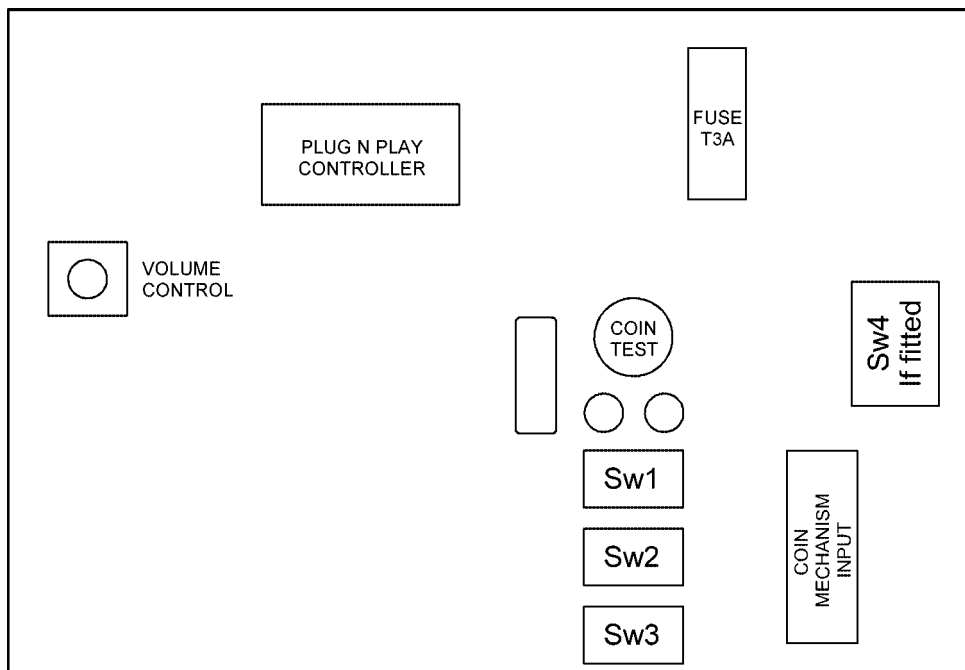 FUSE
T3A
PLUG N PLAY
CONTROLLER
VOLUME
CONTROL
COIN
TEST
Sw4
If fitted
Sw1
Sw2
Sw3
COIN
MECHANISM
INPUT